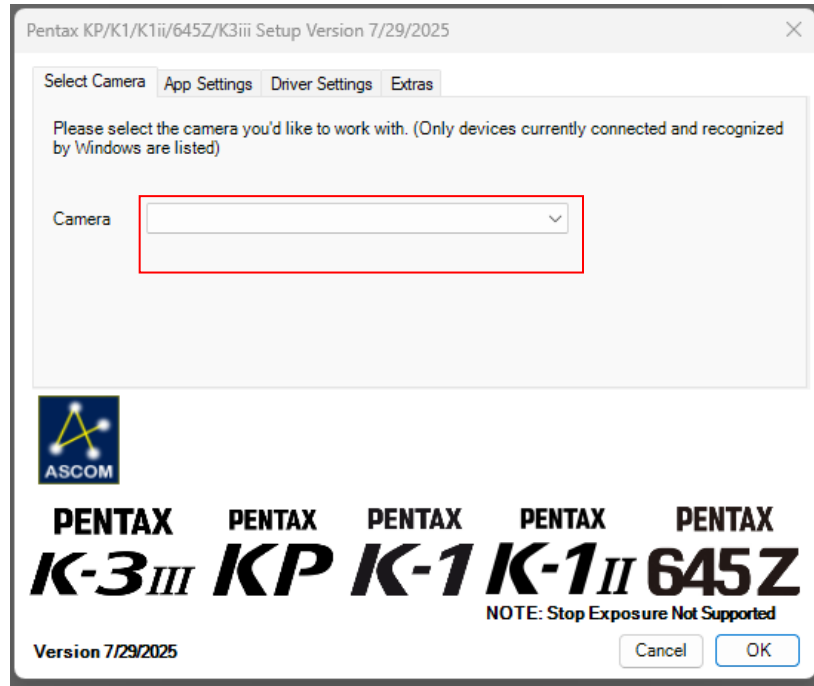 Pentax KP/K1/K1ii/645Z/K3iii Setup Version 7/29/2025
Select Camera App Settings Driver Settings Extras
Please select the camera you'd like to work with. (Only devices currently connected and recognized
by Windows are listed)
Camera
ASCOM
PENTAX PENTAX PENTAX PENTAX PENTAX
K-3III KP K-1 K-1II 645Z
NOTE: Stop Exposure Not Supported
Version 7/29/2025 Cancel OK